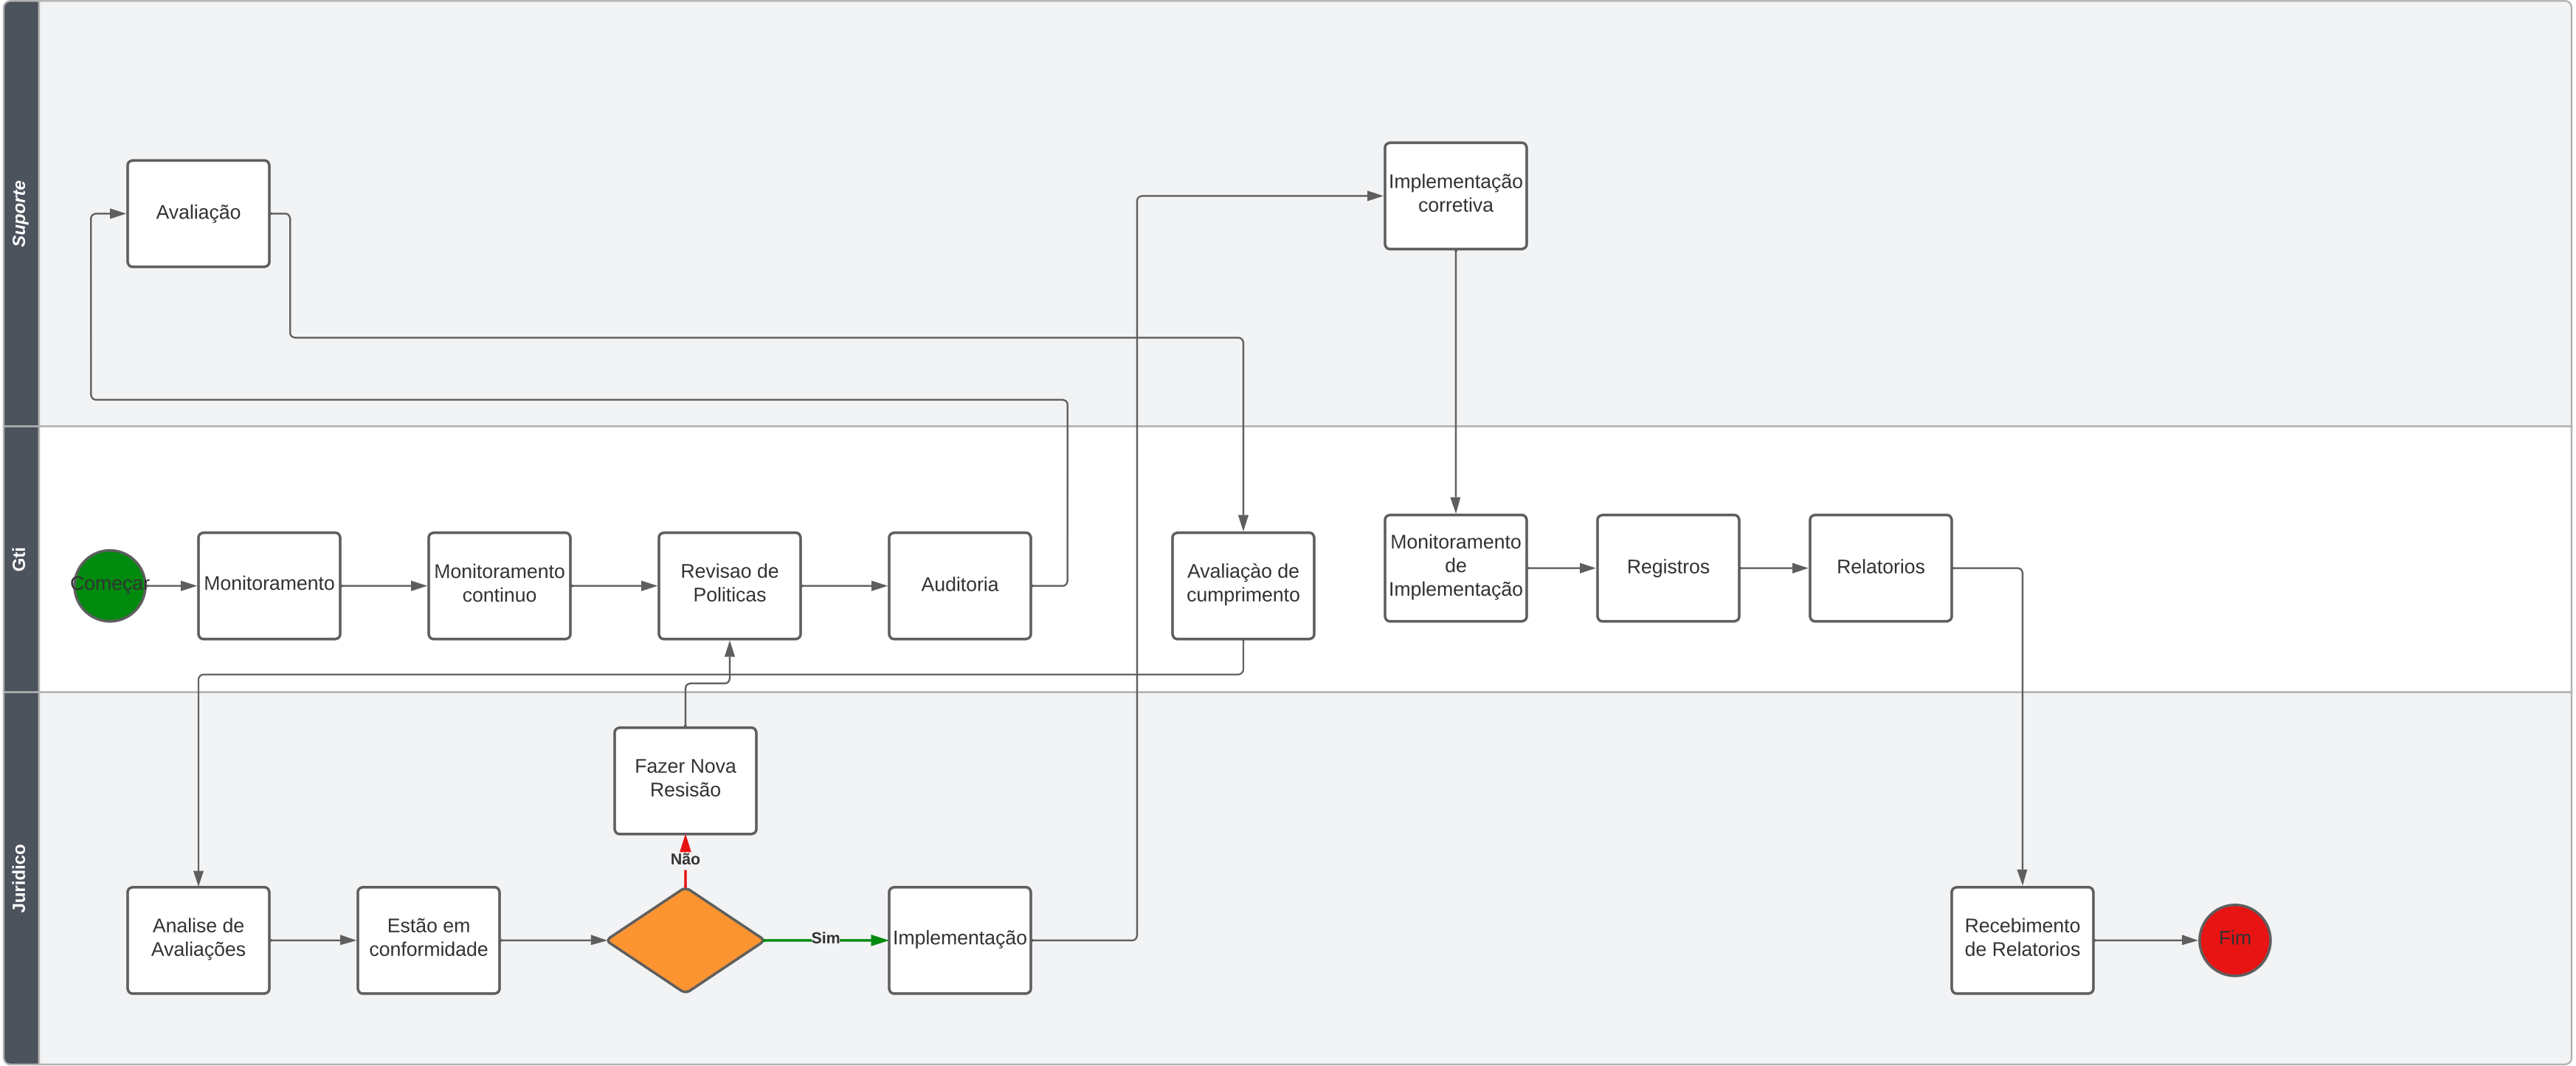 Suporte
Avaliação
Implementação
corretiva
Gti
Começar
Monitoramento
Monitoramento
continuo
Revisao de
Politicas
Auditoria
Avaliaçào de
cumprimento
Monitoramento
de
Implementação
Registros
Relatorios
Juridico
Fazer Nova
Resisão
Não
Analise de
Avaliações
Estão em
conformidade
Sim
Implementação
Recebimento
de Relatorios
Fim